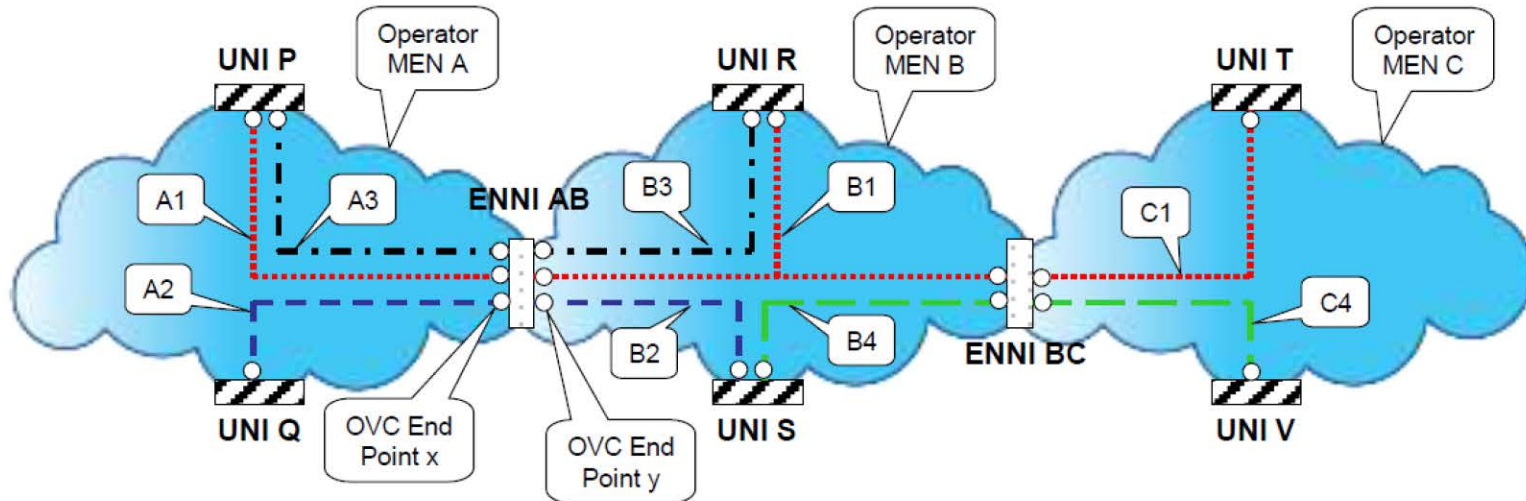 Operator
MEN A
Operator
MEN B
Operator
MEN C
UNI P
UNI R
UNI T
A1
A3
ENNI AB
B3
B1
C1
A2
B2
B4
ENNI BC
C4
UNI Q
OVC End
Point x
OVC End
Point y
UNI S
UNI V